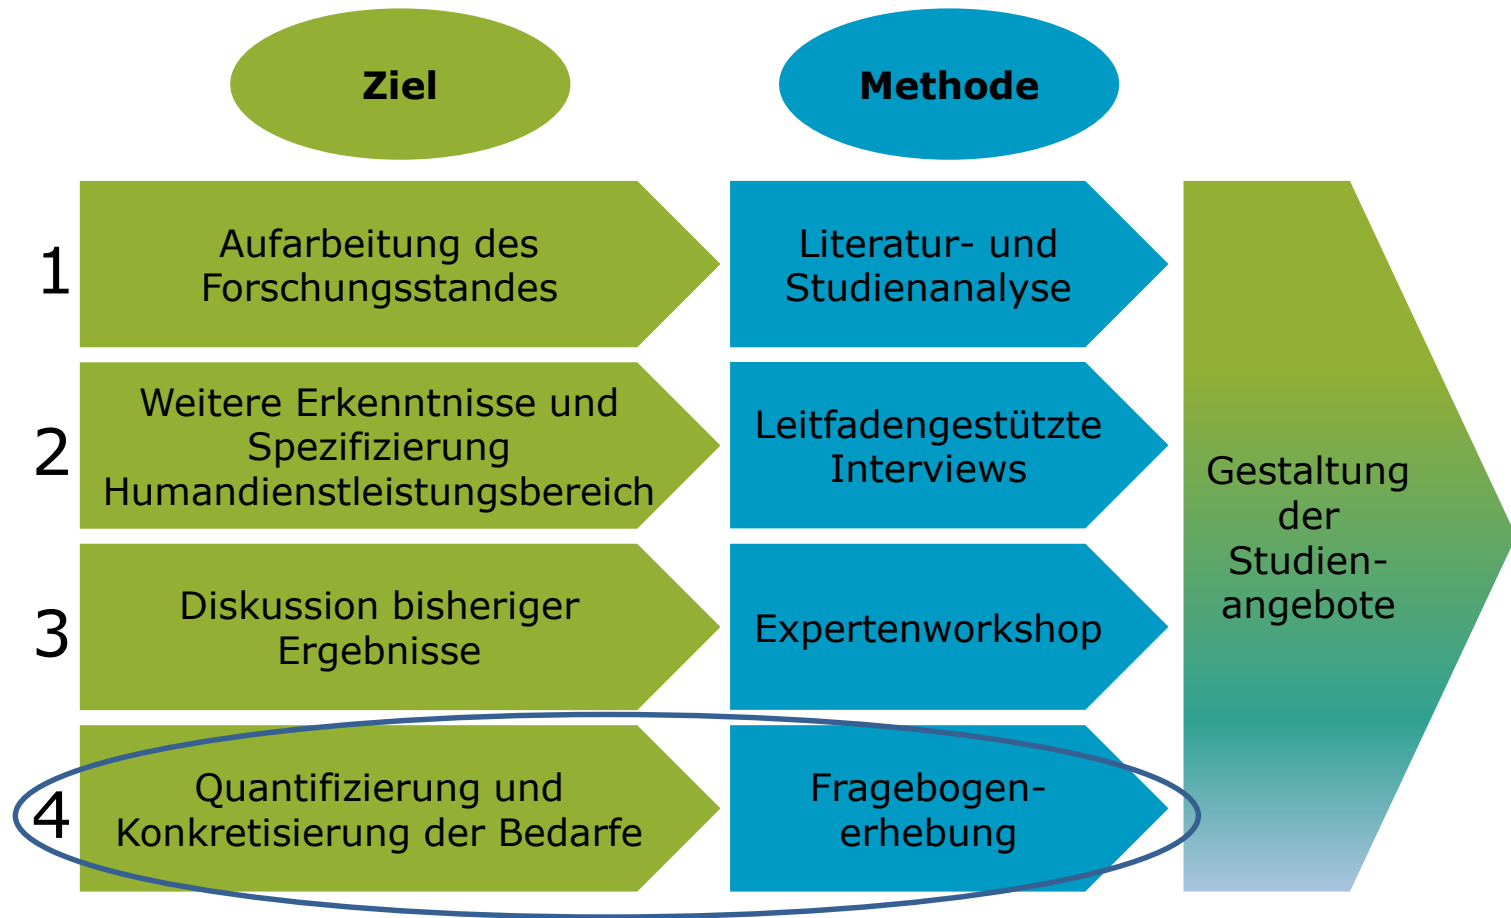 Ziel
Methode
1
Aufarbeitung des
Forschungsstandes
Literatur- und
Studienanalyse
2
Weitere Erkenntnisse und
Spezifizierung
Humandienstleistungsbereich
Leitfadengestützte
Interviews
3
Diskussion bisheriger
Ergebnisse
Expertenworkshop
4
Quantifizierung und
Konkretisierung der Bedarfe
Fragebogen-
erhebung
Gestaltung
der
Studien-
angebote